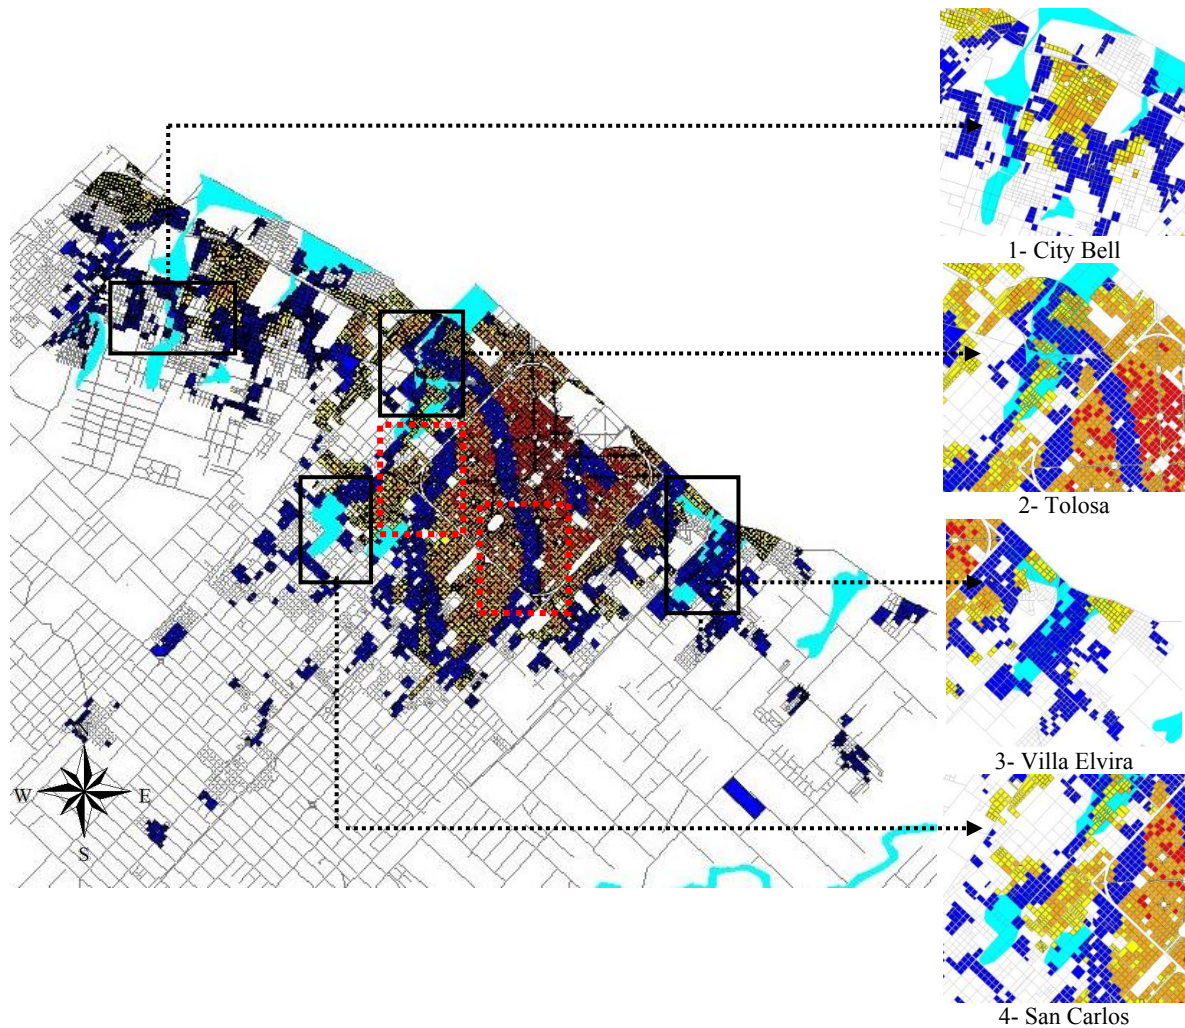 1- City Bell
2- Tolosa
3- Villa Elvira
W E
S
4- San Carlos